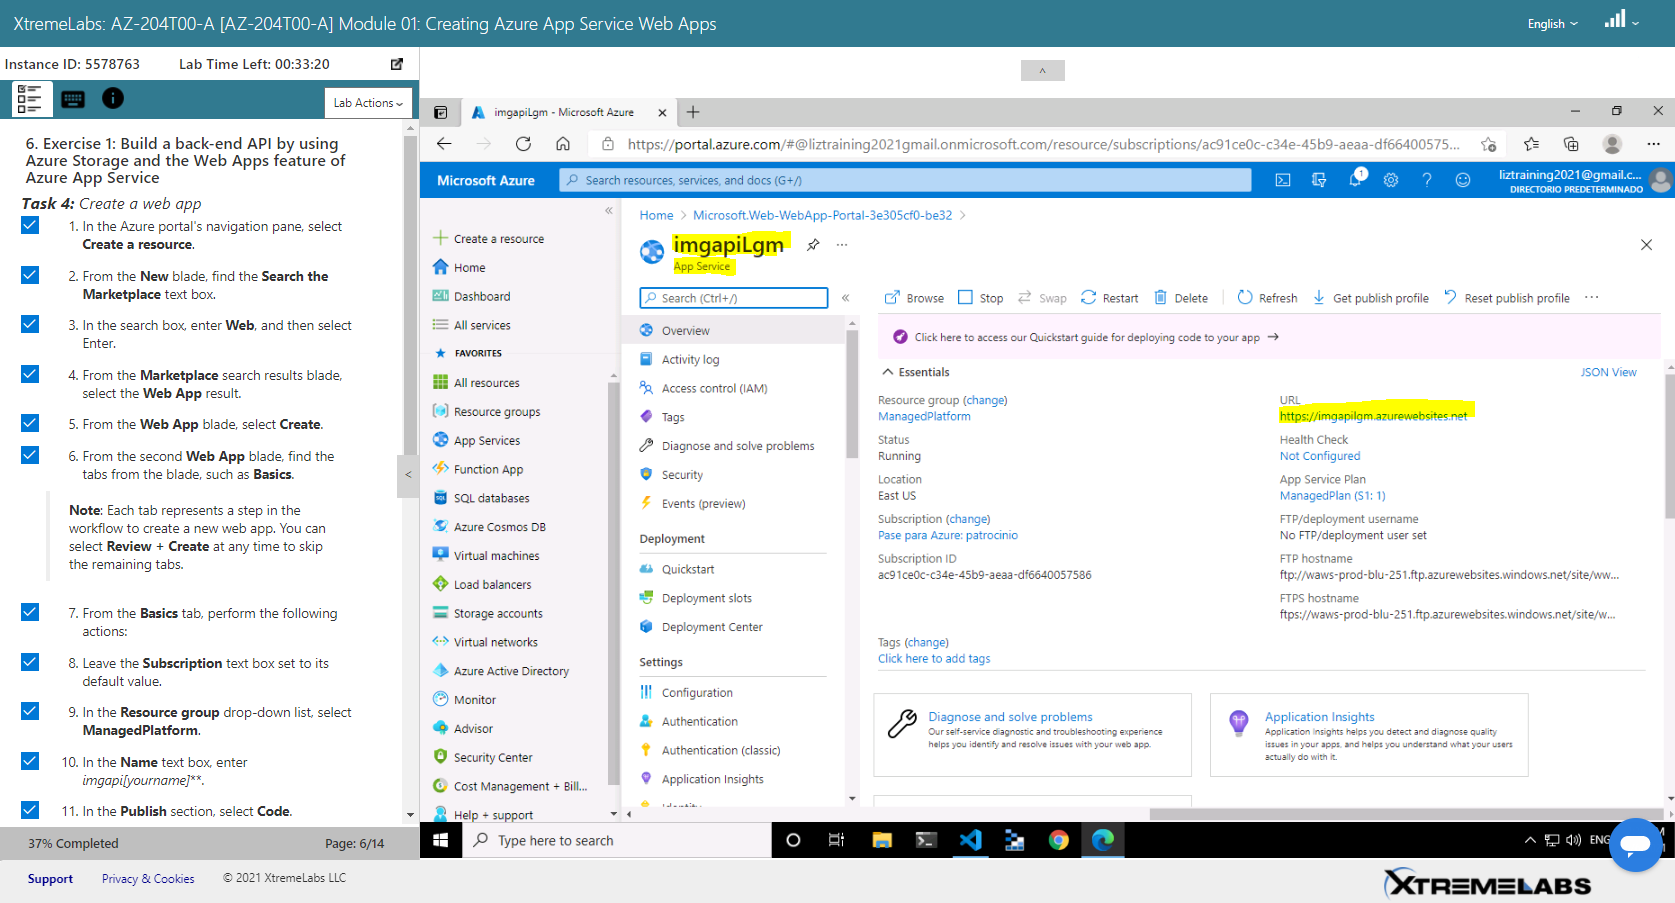 XtremeLabs: AZ-204T00-A [AZ-204T00-A] Module 01: Creating Azure App Service Web Apps
English
Instance ID: 5578763
Lab Time Left: 00:33:20
Lab Actions
6. Exercise 1: Build a back-end API by using
Azure Storage and the Web Apps feature of
Azure App Service
Task 4: Create a web app
1. In the Azure portal's navigation pane, select
Create a resource.
2. From the New blade, find the Search the
Marketplace text box.
3. In the search box, enter Web, and then select
Enter.
4. From the Marketplace search results blade,
select the Web App result.
5. From the Web App blade, select Create.
6. From the second Web App blade, find the
tabs from the blade, such as Basics.
Note: Each tab represents a step in the
workflow to create a new web app. You can
select Review + Create at any time to skip
the remaining tabs.
7. From the Basics tab, perform the following
actions:
8. Leave the Subscription text box set to its
default value.
9. In the Resource group drop-down list, select
ManagedPlatform.
10. In the Name text box, enter
imgapi[yourname]**.
11. In the Publish section, select Code.
37% Completed
Page: 6/14
imgapiLgm - Microsoft Azure
https://portal.azure.com/#@liztraining2021gmail.onmicrosoft.com/resource/subscriptions/ac91ce0c-c34e-45b9-aeaa-df66400575...
Microsoft Azure
Search resources, services, and docs (G+/)
1
liztraining2021@gmail.c...
DIRECTORIO PREDETERMINADO
Create a resource
Home
Dashboard
All services
FAVORITES
All resources
Resource groups
App Services
Function App
SQL databases
Azure Cosmos DB
Virtual machines
Load balancers
Storage accounts
Virtual networks
Azure Active Directory
Monitor
Advisor
Security Center
Cost Management + Bill...
Help + support
Home > Microsoft.Web-WebApp-Portal-3e305cf0-be32 >
imgapiLgm
App Service
Search (Ctrl+/)
Overview
Activity log
Access control (IAM)
Tags
Diagnose and solve problems
Security
Events (preview)
Deployment
Quickstart
Deployment slots
Deployment Center
Settings
Configuration
Authentication
Authentication (classic)
Application Insights
Identity
Browse
Stop
Swap
Restart
Delete
Refresh
Get publish profile
Reset publish profile
Click here to access our Quickstart guide for deploying code to your app →
Essentials
JSON View
Resource group (change)
ManagedPlatform
Status
Running
Location
East US
Subscription (change)
Pase para Azure: patrocinio
Subscription ID
ac91ce0c-c34e-45b9-aeaa-df6640057586
URL
https://imgapilgm.azurewebsites.net
Health Check
Not Configured
App Service Plan
ManagedPlan (S1: 1)
FTP/deployment username
No FTP/deployment user set
FTP hostname
ftp://waws-prod-blu-251.ftp.azurewebsites.windows.net/site/ww...
FTPS hostname
ftps://waws-prod-blu-251.ftp.azurewebsites.windows.net/site/w...
Tags (change)
Click here to add tags
Diagnose and solve problems
Our self-service diagnostic and troubleshooting experience
helps you identify and resolve issues with your web app.
Application Insights
Application Insights helps you detect and diagnose quality
issues in your apps, and helps you understand what your users
actually do with it.
Type here to search
ENG
Support
Privacy & Cookies
© 2021 XtremeLabs LLC
XTREMELABS